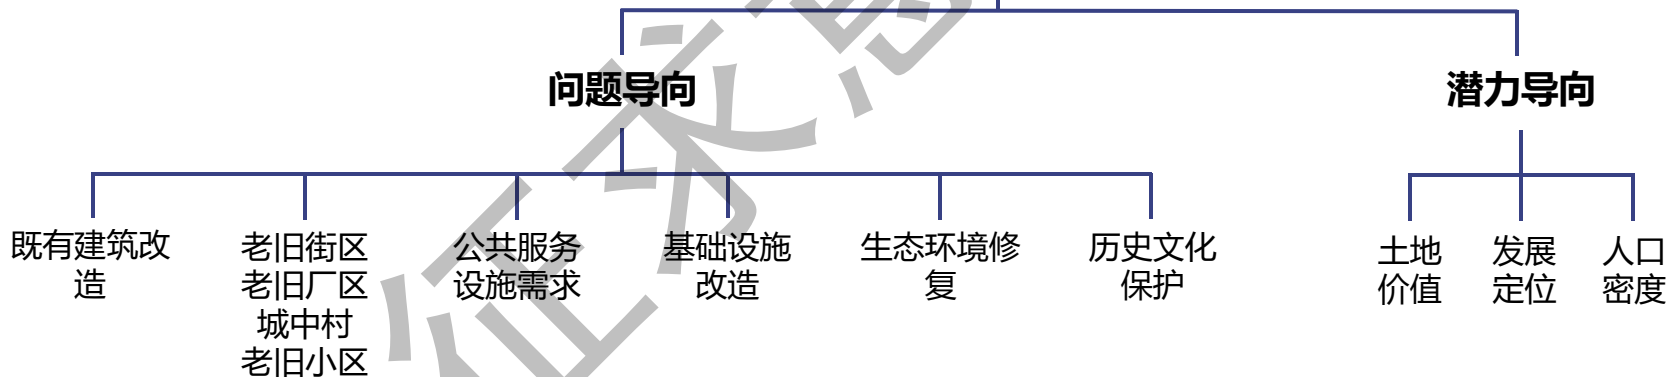 问题导向
潜力导向
既有建筑改
造
老旧街区
老旧厂区
城中村
老旧小区
公共服务
设施需求
基础设施
改造
生态环境修
复
历史文化
保护
土地
价值
发展
定位
人口
密度
征求意